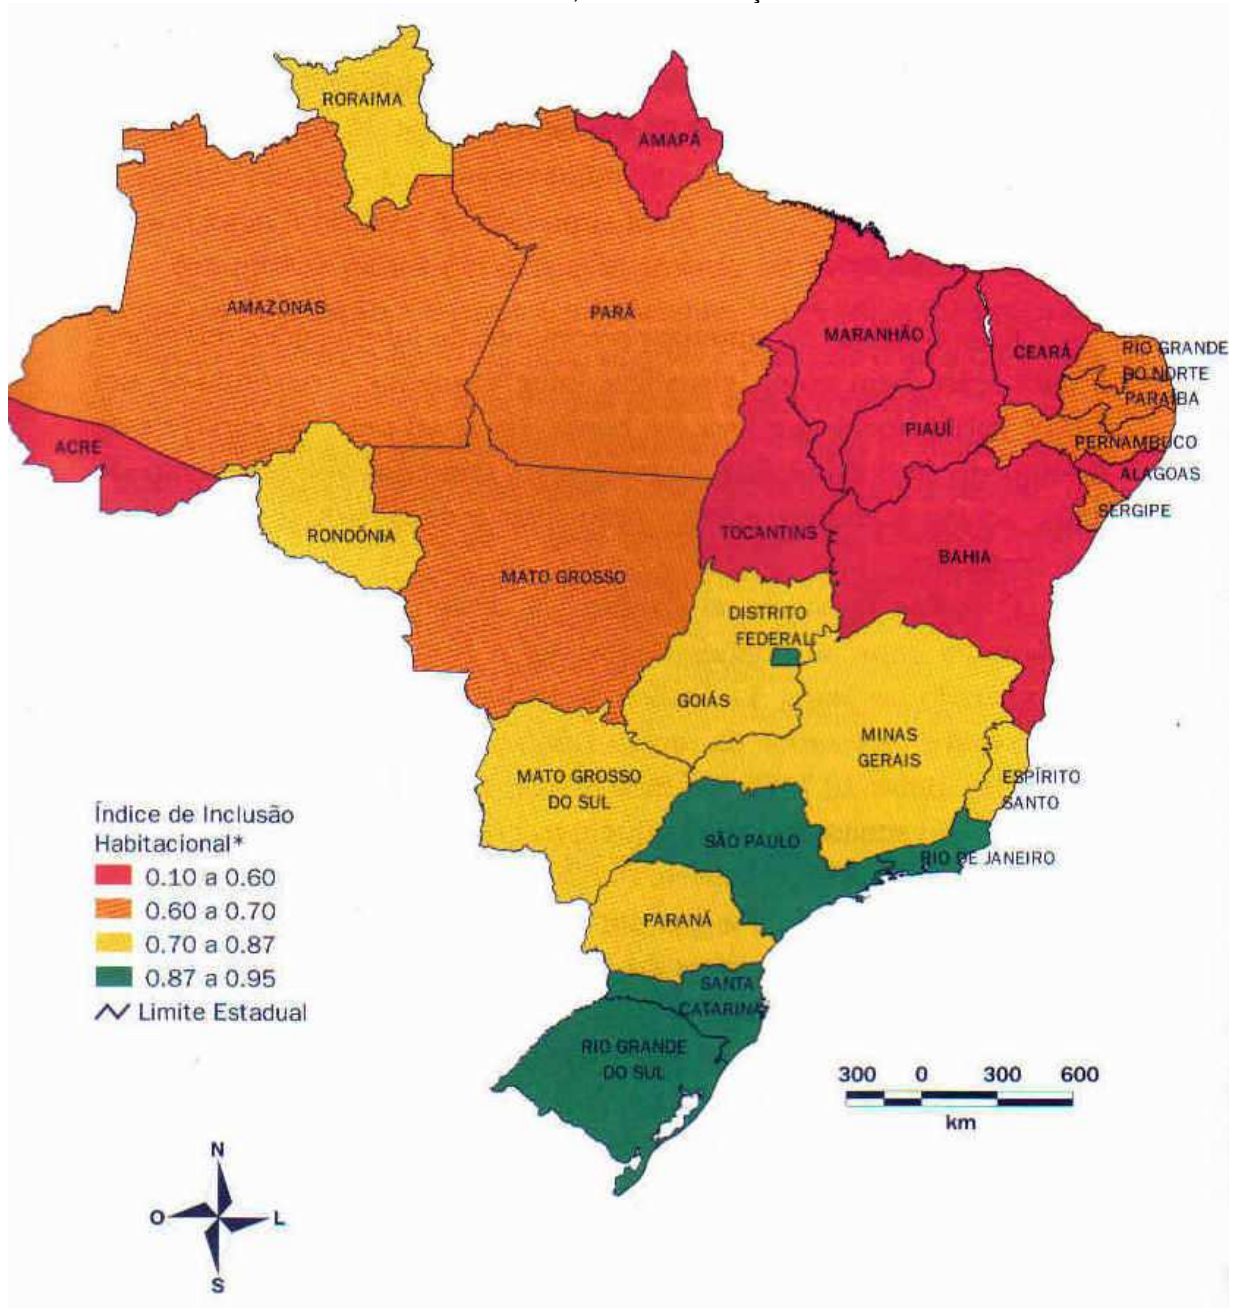 RORAIMA
AMAPÁ
AMAZONAS
PARÁ
MARANHÃO
CEARÁ
RIO GRANDE
DO NORTE
PARAÍBA
PIAUÍ
PERNAMBUCO
ACRE
ALAGOAS
SERGIPE
RONDÔNIA
TOCANTINS
BAHIA
MATO GROSSO
DISTRITO
FEDERAL
GOIÁS
MINAS
GERAIS
MATO GROSSO
DO SUL
ESPÍRITO
SANTO
SÃO PAULO
RIO DE JANEIRO
PARANÁ
SANTA
CATARINA
RIO GRANDE
DO SUL
Índice de Inclusão
Habitacional*
0.10 a 0.60
0.60 a 0.70
0.70 a 0.87
0.87 a 0.95
Limite Estadual
300 0 300 600
km
N
O L
S